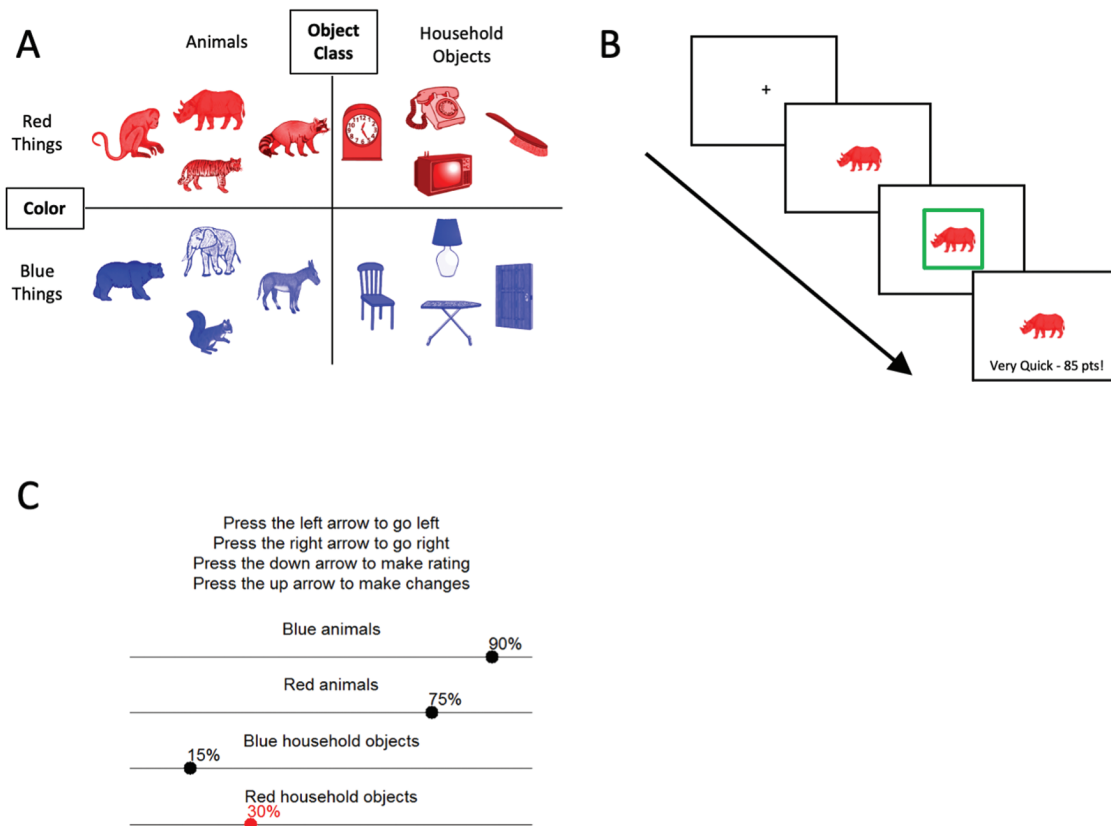 A
Animals
Object
Class
Household
Objects
Red
Things
Color
Blue
Things
B
+
Very Quick - 85 pts!
C
Press the left arrow to go left
Press the right arrow to go right
Press the down arrow to make rating
Press the up arrow to make changes
Blue animals
90%
Red animals
75%
Blue household objects
15%
Red household objects
30%